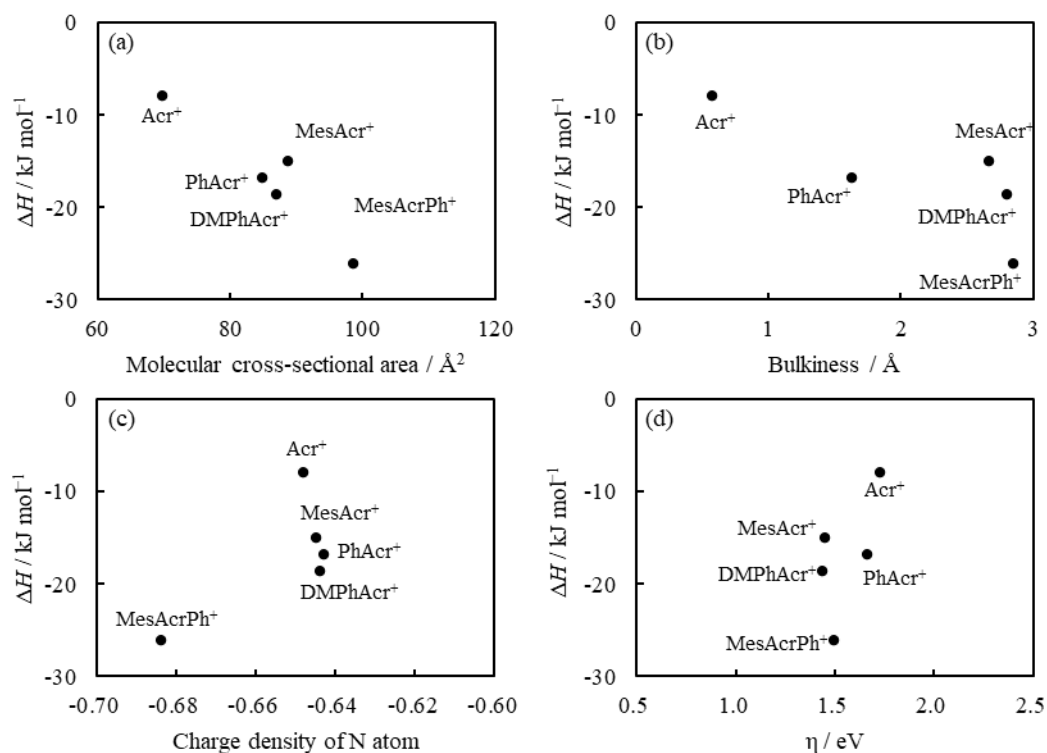 (a)
ΔH / kJ mol⁻¹
0
-10
-20
-30
Acr⁺
MesAcr⁺
PhAcr⁺
DMPhAcr⁺
MesAcrPh⁺
60 80 100 120
Molecular cross-sectional area / Å²
(b)
ΔH / kJ mol⁻¹
0
-10
-20
-30
Acr⁺
MesAcr⁺
PhAcr⁺
DMPhAcr⁺
MesAcrPh⁺
0 1 2 3
Bulkiness / Å
(c)
ΔH / kJ mol⁻¹
0
-10
-20
-30
Acr⁺
MesAcr⁺
PhAcr⁺
DMPhAcr⁺
MesAcrPh⁺
-0.70 -0.68 -0.66 -0.64 -0.62 -0.60
Charge density of N atom
(d)
ΔH / kJ mol⁻¹
0
-10
-20
-30
Acr⁺
MesAcr⁺
DMPhAcr⁺
PhAcr⁺
MesAcrPh⁺
0.5 1.0 1.5 2.0 2.5
η / eV